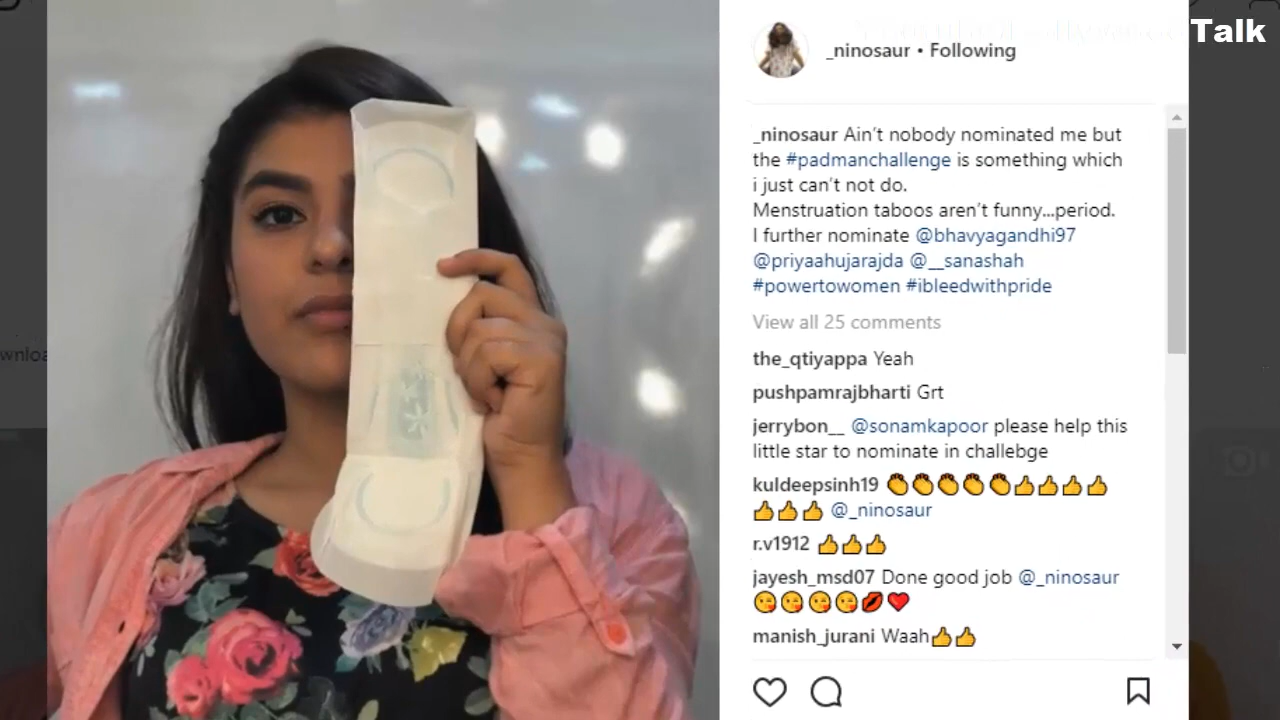 Talk
_ninosaur • Following
_ninosaur Ain't nobody nominated me but
the #padmanchallenge is something which
i just can't not do.
Menstruation taboos aren't funny...period.
I further nominate @bhavyagandhi97
@priyaahujarajda @__sanashah
#powertowomen #ibleedwithpride
View all 25 comments
the_qtiyappa Yeah
pushpamrajbharti Grt
jerrybon__ @sonamkapoor please help this
little star to nominate in challebge
kuldeepsinh19 👏👏👏👏👏👍👍👍👍
👍👍👍 @_ninosaur
r.v1912 👍👍👍
jayesh_msd07 Done good job @_ninosaur
😘😘😘😘💋❤️
manish_jurani Waah👍👍